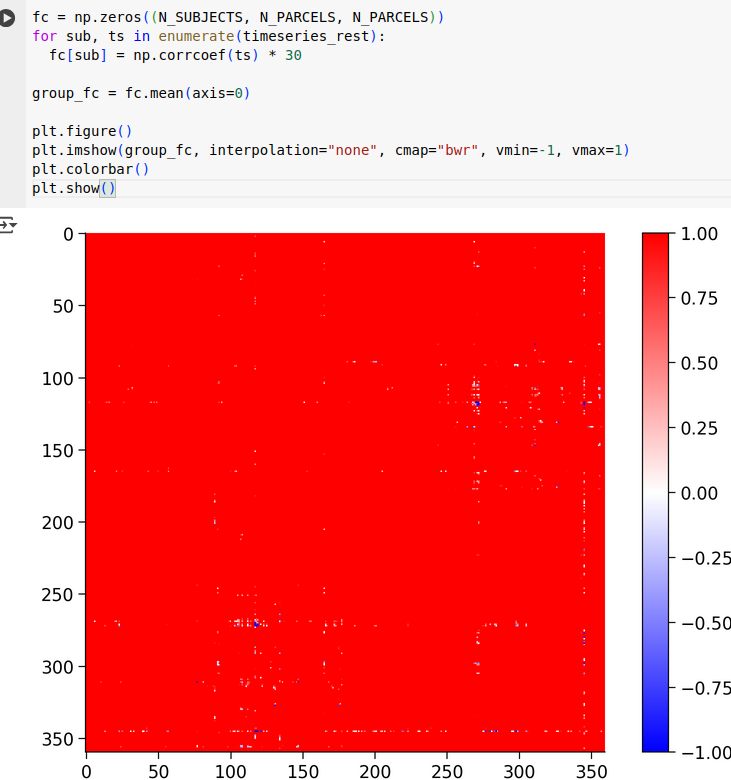 fc = np.zeros((N_SUBJECTS, N_PARCELS, N_PARCELS))
for sub, ts in enumerate(timeseries_rest):
  fc[sub] = np.corrcoef(ts) * 30
group_fc = fc.mean(axis=0)
plt.figure()
plt.imshow(group_fc, interpolation="none", cmap="bwr", vmin=-1, vmax=1)
plt.colorbar()
plt.show()
0
50
100
150
200
250
300
350
0 50 100 150 200 250 300 350
1.00
0.75
0.50
0.25
0.00
−0.25
−0.50
−0.75
−1.00